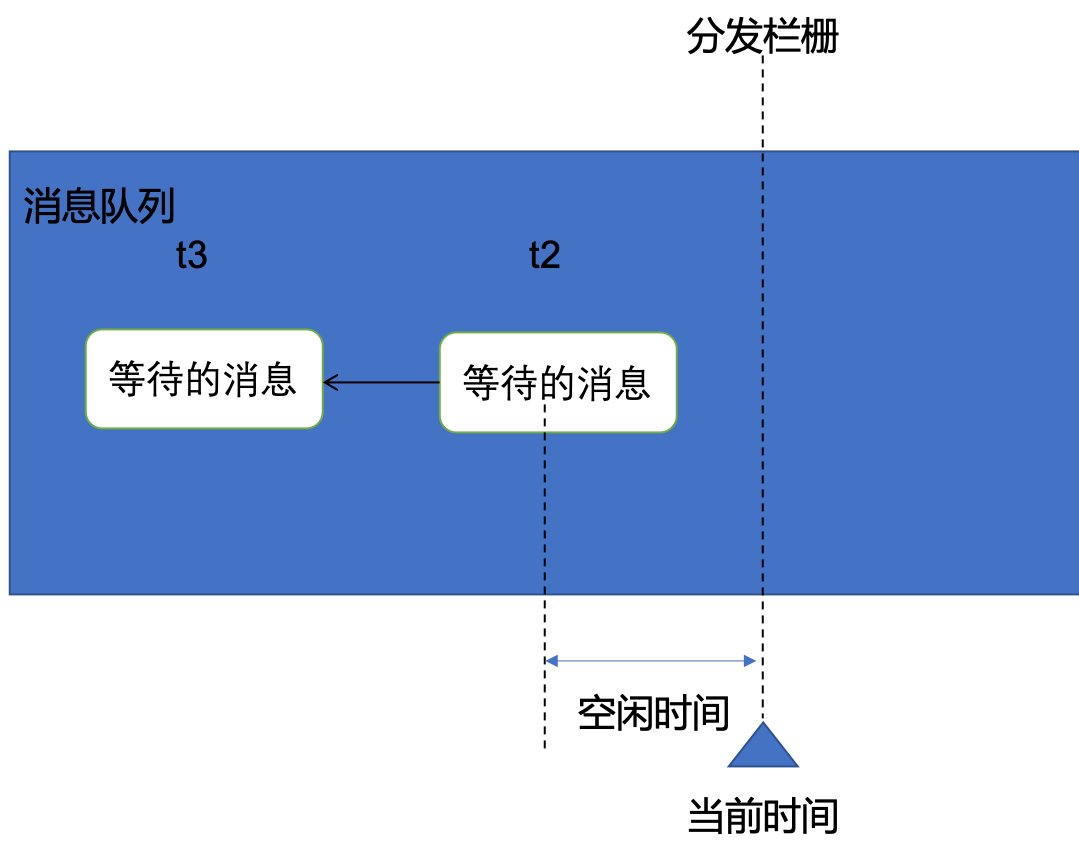 分发栏栅
消息队列
t3
t2
等待的消息
等待的消息
空闲时间
当前时间